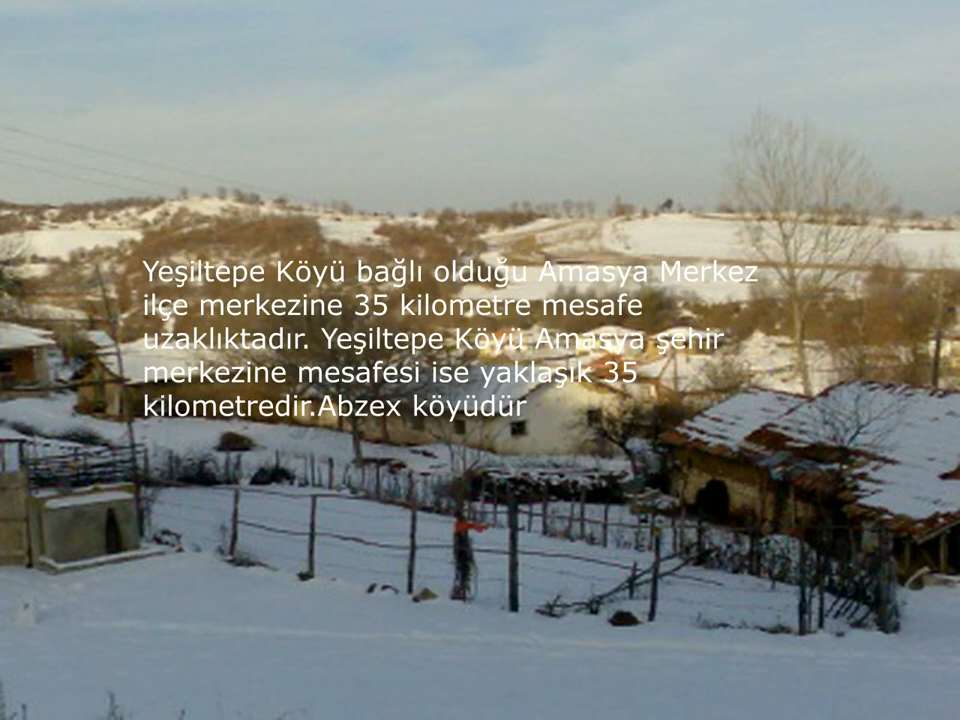 Yeşiltepe Köyü bağlı olduğu Amasya Merkez
ilçe merkezine 35 kilometre mesafe
uzaklıktadır. Yeşiltepe Köyü Amasya şehir
merkezine mesafesi ise yaklaşık 35
kilometredir.Abzex köyüdür